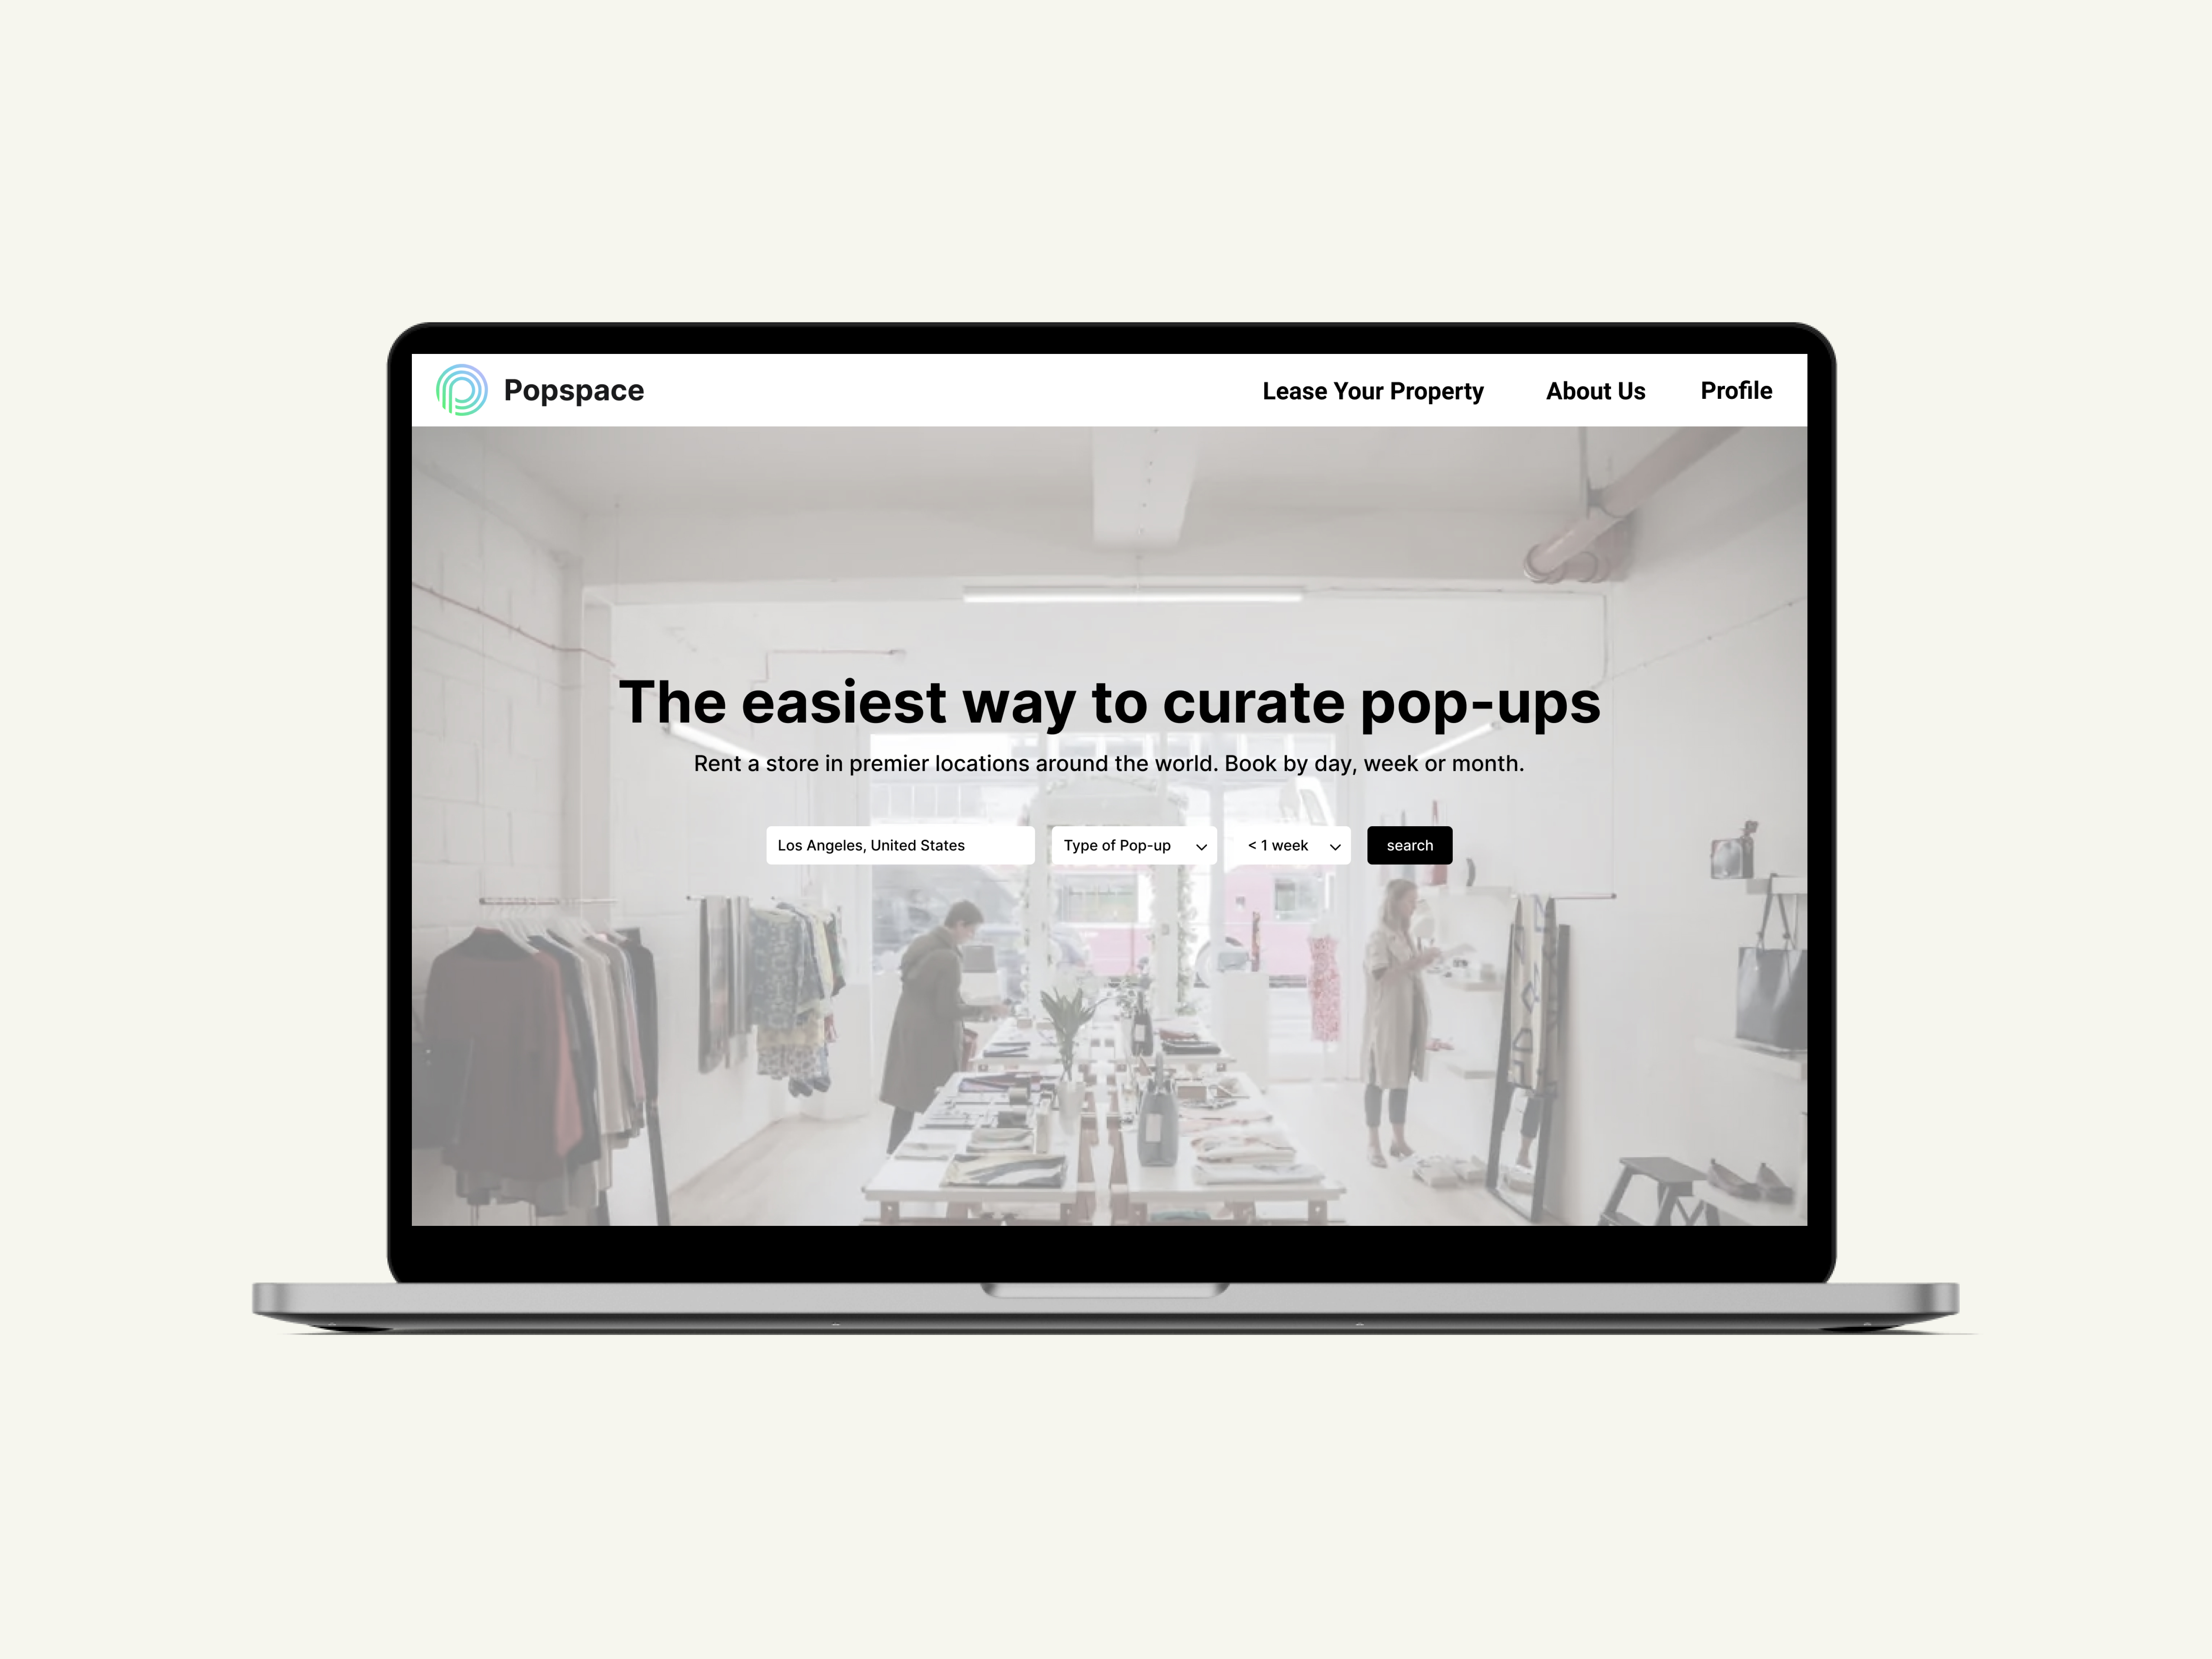 Popspace
Lease Your Property
About Us
Profile
The easiest way to curate pop-ups
Rent a store in premier locations around the world. Book by day, week or month.
Los Angeles, United States
Type of Pop-up
< 1 week
search